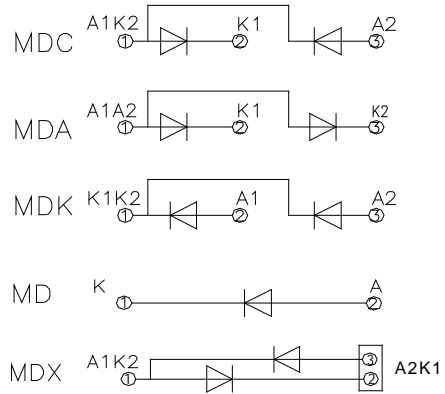 MDC A1K2 1 K1 2 A2 3
MDA A1A2 1 K1 2 K2 3
MDK K1K2 1 A1 2 A2 3
MD K 1 A 2
MDX A1K2 1 3 2 A2K1